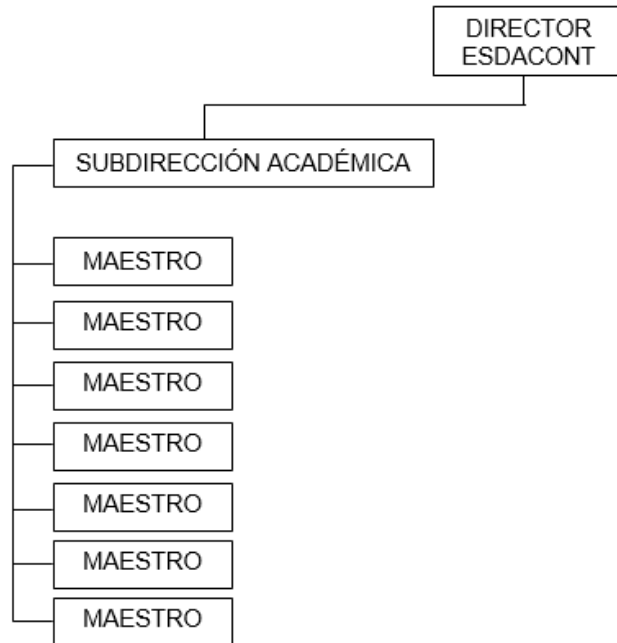 DIRECTOR
ESDACONT
SUBDIRECCIÓN ACADÉMICA
MAESTRO
MAESTRO
MAESTRO
MAESTRO
MAESTRO
MAESTRO
MAESTRO